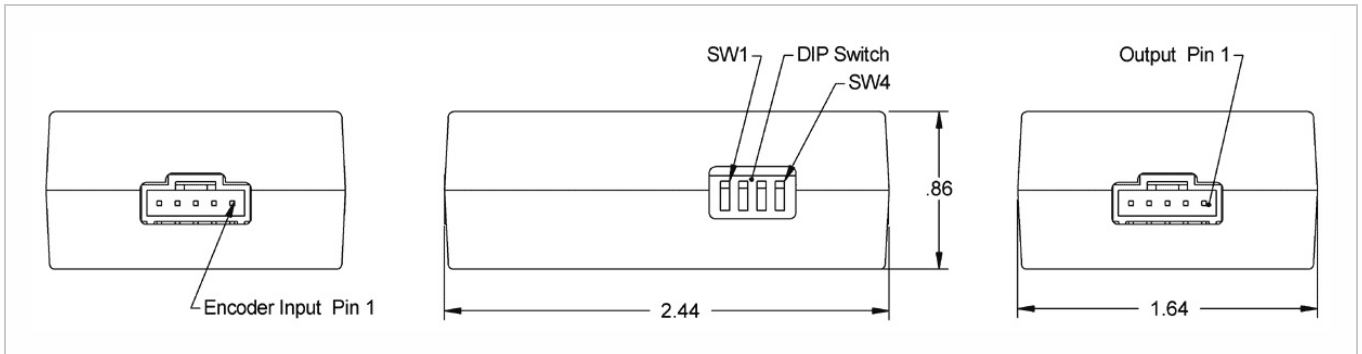 SW1
DIP Switch
SW4
Output Pin 1
.86
Encoder Input Pin 1
2.44
1.64